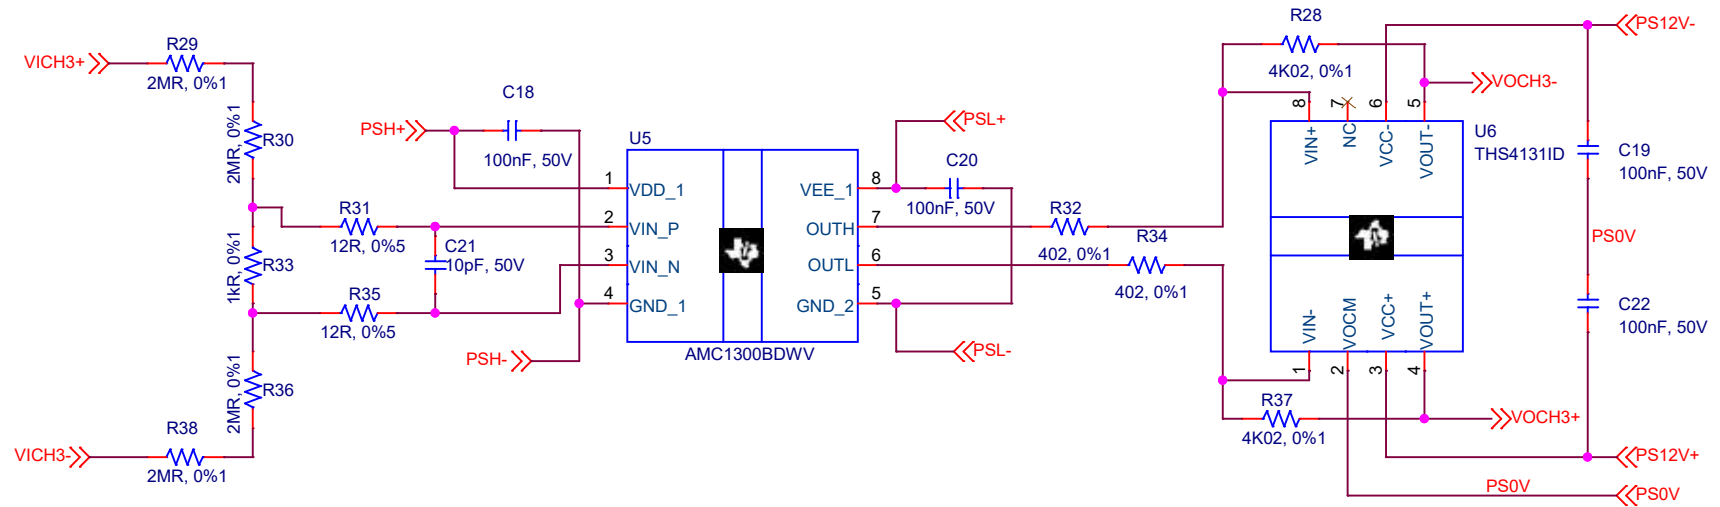 R28
PS12V-
R29
VICH3+
2MR, 0%1
4K02, 0%1
VOCH3-
C18
2MR, 0%1
R30
PSH+
100nF, 50V
PSL+
8
7
6
5
VIN+
NC
VCC-
VOUT-
U6
THS4131ID
U5
C20
C19
100nF, 50V
1
VDD_1
VEE_1
8
100nF, 50V
R31
12R, 0%5
2
VIN_P
OUTH
7
R32
402, 0%1
R34
PS0V
C21
10pF, 50V
1kR, 0%1
R33
3
VIN_N
OUTL
6
402, 0%1
R35
12R, 0%5
4
GND_1
GND_2
5
C22
100nF, 50V
VIN-
VOCM
VCC+
VOUT+
PSH-
AMC1300BDWV
PSL-
1
2
3
4
2MR, 0%1
R36
R37
4K02, 0%1
VOCH3+
R38
VICH3-
2MR, 0%1
PS12V+
PS0V
PS0V